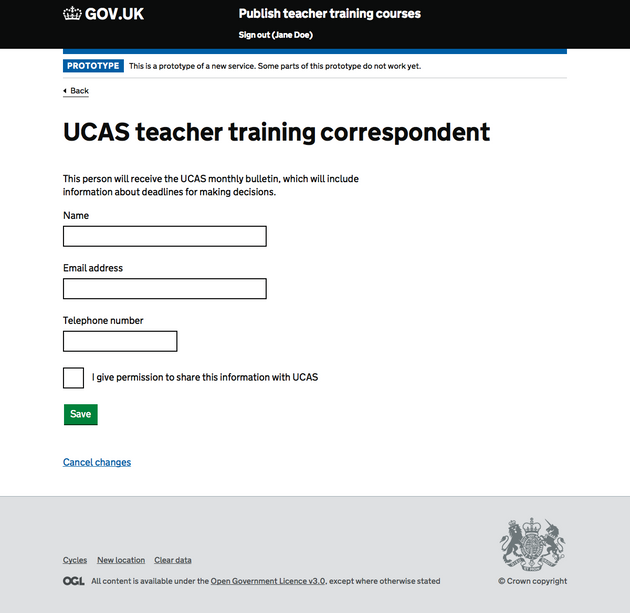 GOV.UK
Publish teacher training courses
Sign out (Jane Doe)
PROTOTYPE This is a prototype of a new service. Some parts of this prototype do not work yet.
Back
UCAS teacher training correspondent
This person will receive the UCAS monthly bulletin, which will include
information about deadlines for making decisions.
Name
Email address
Telephone number
I give permission to share this information with UCAS
Save
Cancel changes
Cycles New location Clear data
OGL All content is available under the Open Government Licence v3.0, except where otherwise stated
© Crown copyright